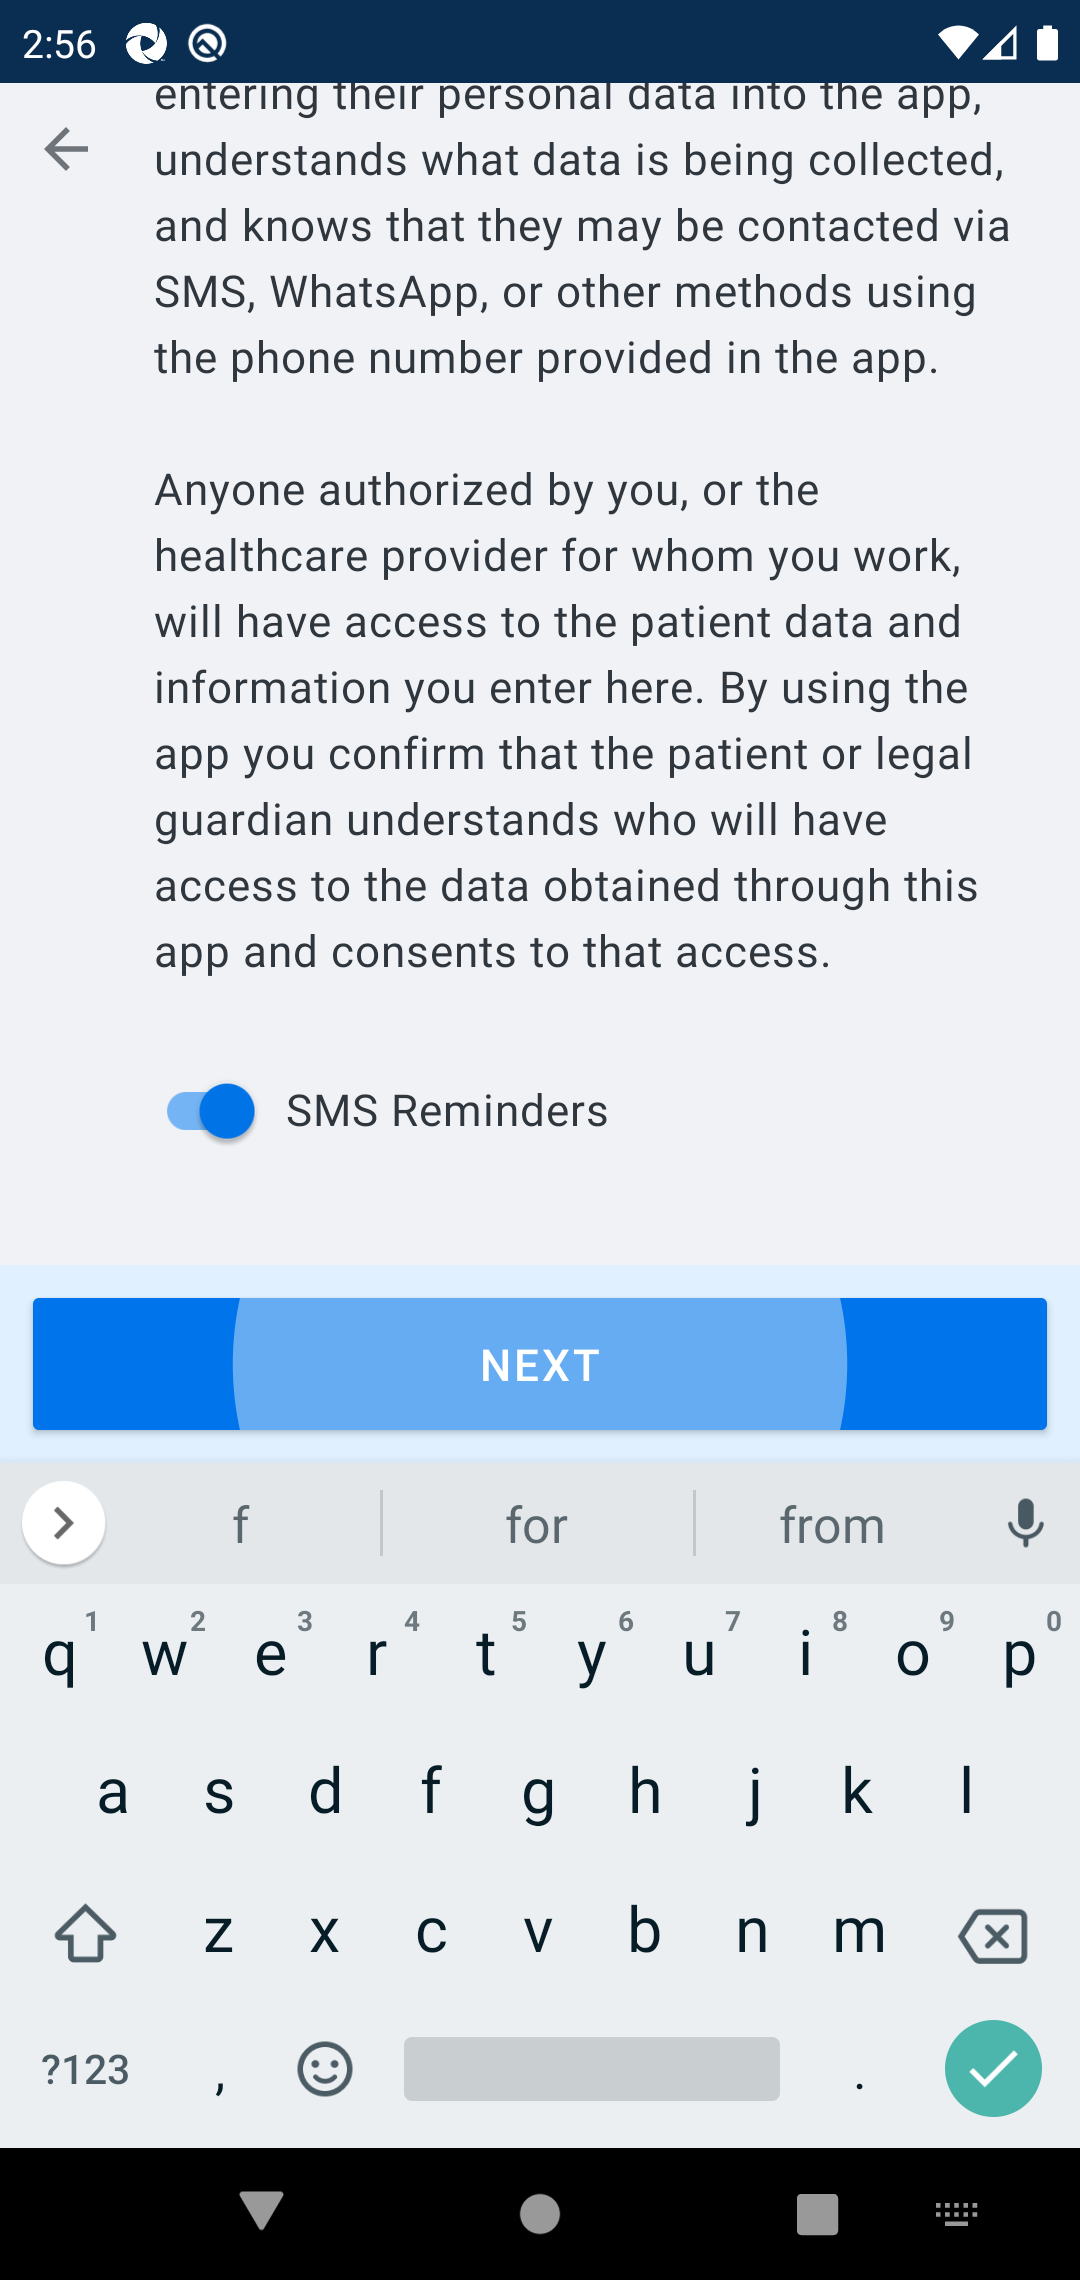 2:56
entering their personal data into the app,
understands what data is being collected,
and knows that they may be contacted via
SMS, WhatsApp, or other methods using
the phone number provided in the app.
Anyone authorized by you, or the
healthcare provider for whom you work,
will have access to the patient data and
information you enter here. By using the
app you confirm that the patient or legal
guardian understands who will have
access to the data obtained through this
app and consents to that access.
SMS Reminders
NEXT
f for from
1 2 3 4 5 6 7 8 9 0
q w e r t y u i o p
a s d f g h j k l
z x c v b n m
?123 , .